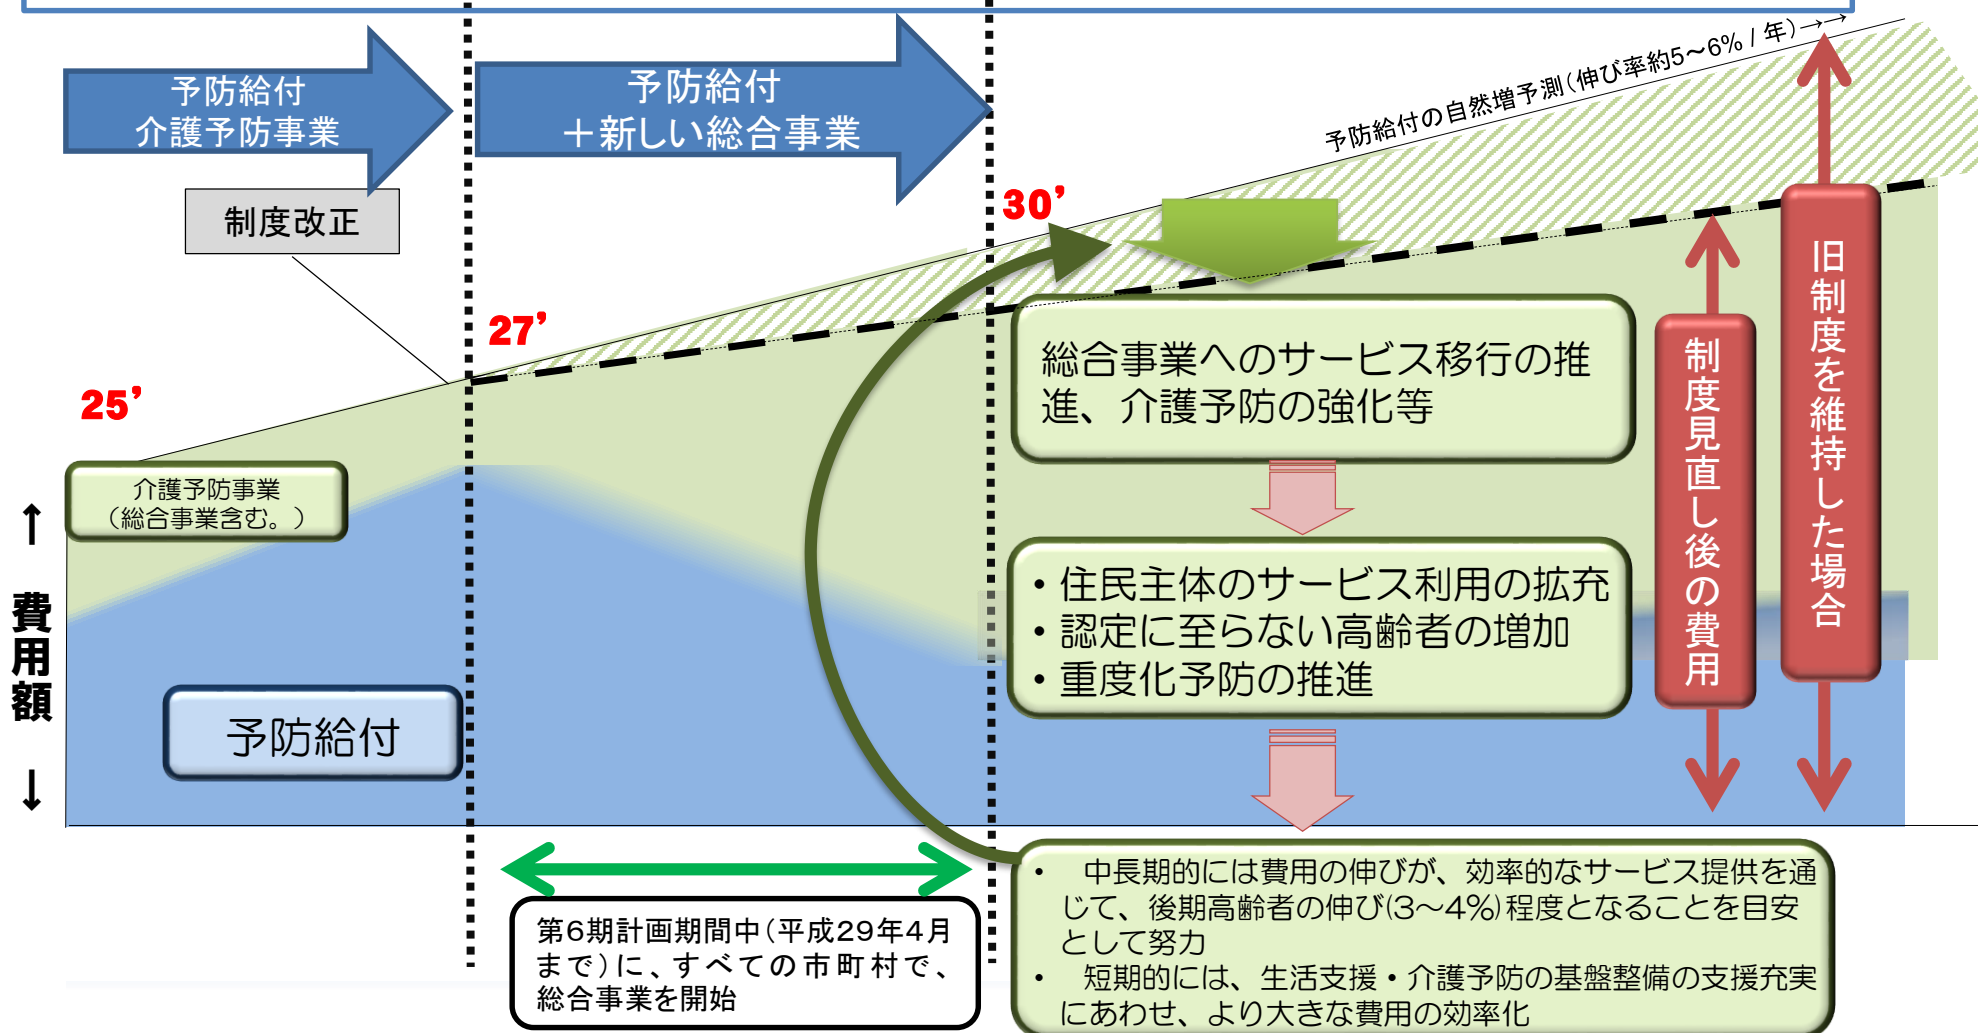 予防給付
介護予防事業
予防給付
＋新しい総合事業
予防給付の自然増予測（伸び率約5～6% / 年）→→
制度改正
30’
27’
25’
総合事業へのサービス移行の推
進、介護予防の強化等
旧制度を維持した場合
制度見直し後の費用
介護予防事業
（総合事業含む。）
↑
費用額
↓
・住民主体のサービス利用の拡充
・認定に至らない高齢者の増加
・重度化予防の推進
予防給付
第6期計画期間中（平成29年4月
まで）に、すべての市町村で、
総合事業を開始
・　中長期的には費用の伸びが、効率的なサービス提供を通
じて、後期高齢者の伸び(3～4%)程度となることを目安
として努力
・　短期的には、生活支援・介護予防の基盤整備の支援充実
にあわせ、より大きな費用の効率化